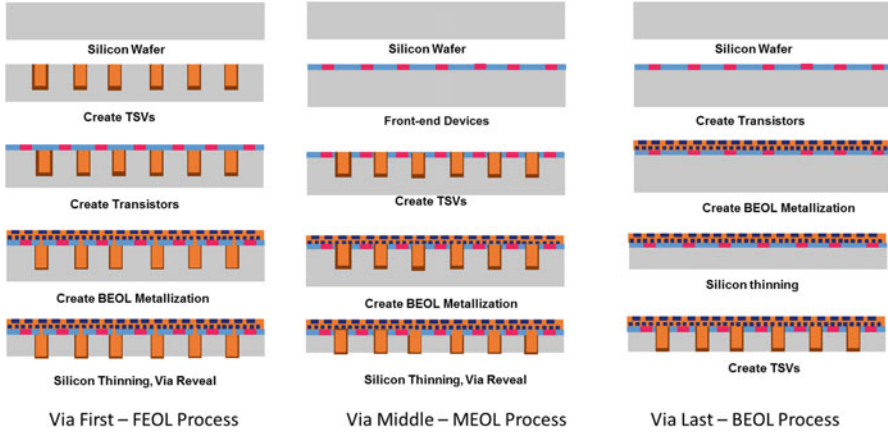 Silicon Wafer
Create TSVs
Create Transistors
Create BEOL Metallization
Silicon Thinning, Via Reveal
Via First – FEOL Process
Silicon Wafer
Front-end Devices
Create TSVs
Create BEOL Metallization
Silicon Thinning, Via Reveal
Via Middle – MEOL Process
Silicon Wafer
Create Transistors
Create BEOL Metallization
Silicon thinning
Create TSVs
Via Last – BEOL Process